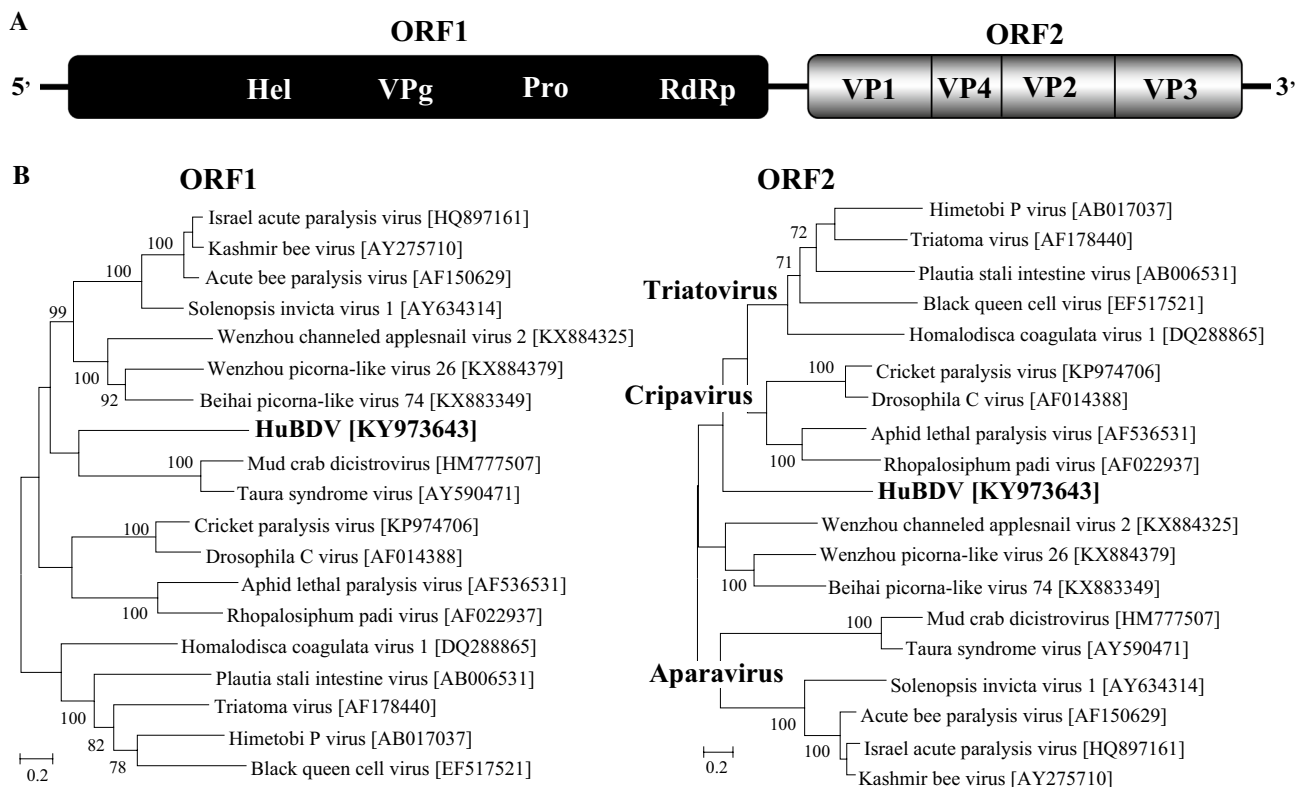 A
ORF1
ORF2
5’
Hel VPg Pro RdRp
VP1 VP4 VP2 VP3
3’
B
ORF1
Israel acute paralysis virus [HQ897161]
100
Kashmir bee virus [AY275710]
100
Acute bee paralysis virus [AF150629]
Solenopsis invicta virus 1 [AY634314]
99
Wenzhou channeled applesnail virus 2 [KX884325]
Wenzhou picorna-like virus 26 [KX884379]
100
92
Beihai picorna-like virus 74 [KX883349]
HuBDV [KY973643]
100
Mud crab dicistrovirus [HM777507]
Taura syndrome virus [AY590471]
Cricket paralysis virus [KP974706]
100
Drosophila C virus [AF014388]
Aphid lethal paralysis virus [AF536531]
100
Rhopalosiphum padi virus [AF022937]
Homalodisca coagulata virus 1 [DQ288865]
Plautia stali intestine virus [AB006531]
100
Triatoma virus [AF178440]
82
Himetobi P virus [AB017037]
78
Black queen cell virus [EF517521]
0.2
ORF2
Himetobi P virus [AB017037]
72
Triatoma virus [AF178440]
71
Plautia stali intestine virus [AB006531]
Triatovirus
Black queen cell virus [EF517521]
Homalodisca coagulata virus 1 [DQ288865]
100
Cricket paralysis virus [KP974706]
Cripavirus
Drosophila C virus [AF014388]
Aphid lethal paralysis virus [AF536531]
100
Rhopalosiphum padi virus [AF022937]
HuBDV [KY973643]
Wenzhou channeled applesnail virus 2 [KX884325]
Wenzhou picorna-like virus 26 [KX884379]
100
Beihai picorna-like virus 74 [KX883349]
Mud crab dicistrovirus [HM777507]
100
Taura syndrome virus [AY590471]
Aparavirus
Solenopsis invicta virus 1 [AY634314]
100
Acute bee paralysis virus [AF150629]
100
Israel acute paralysis virus [HQ897161]
Kashmir bee virus [AY275710]
0.2